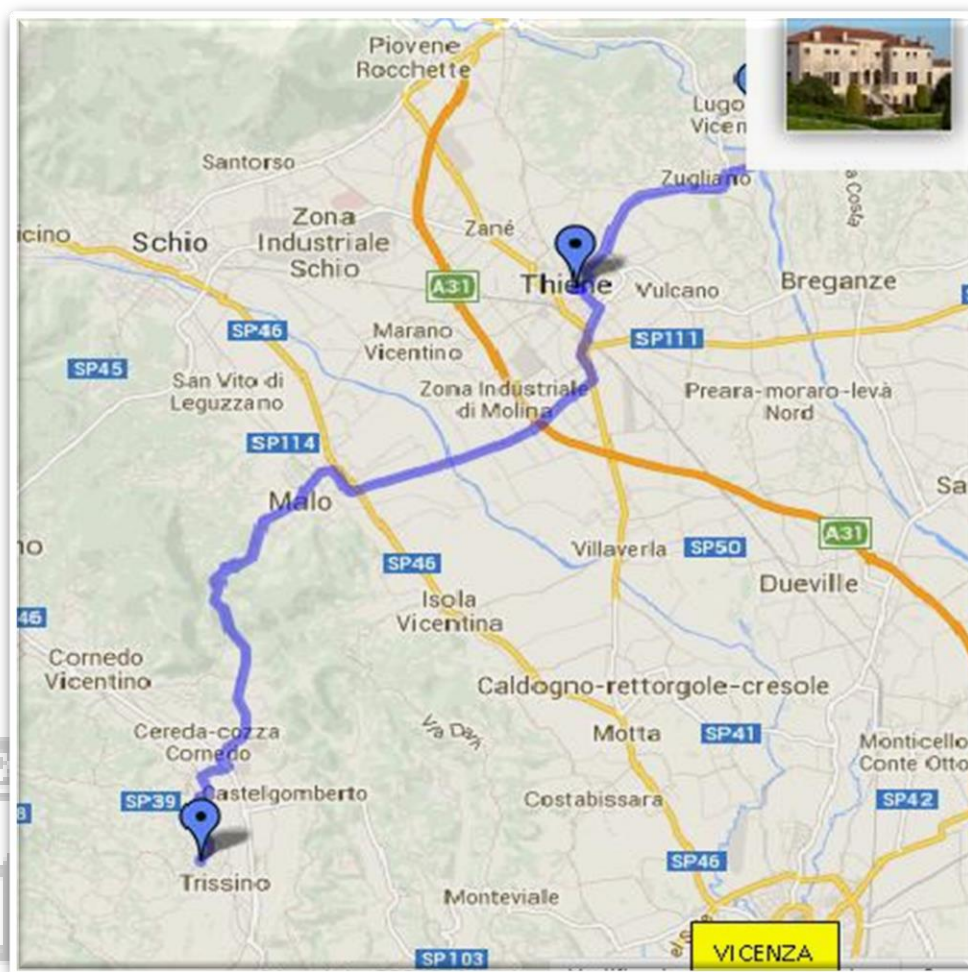 Piovene
Rocchette
Lugo
Vicen
Santorso
Zugliano
a Costa
icino
Schio
Zona
Industriale
Schio
Zané
A31
Thiene
Vulcano
Breganze
SP46
Marano
Vicentino
SP111
SP45
San Vito di
Leguzzano
Zona Industriale
di Molina
Preara-moraro-levà
Nord
SP114
Malo
Sa
no
A31
Villaverla
SP50
SP46
Dueville
46
Isola
Vicentina
Cornedo
Vicentino
Caldogno-rettorgole-cresole
Cereda-cozza
Cornedo
Motta
SP41
Monticello
Conte Otto
SP39
Castelgomberto
Costabissara
SP42
8
SP46
Trissino
Monteviale
VICENZA
SP103